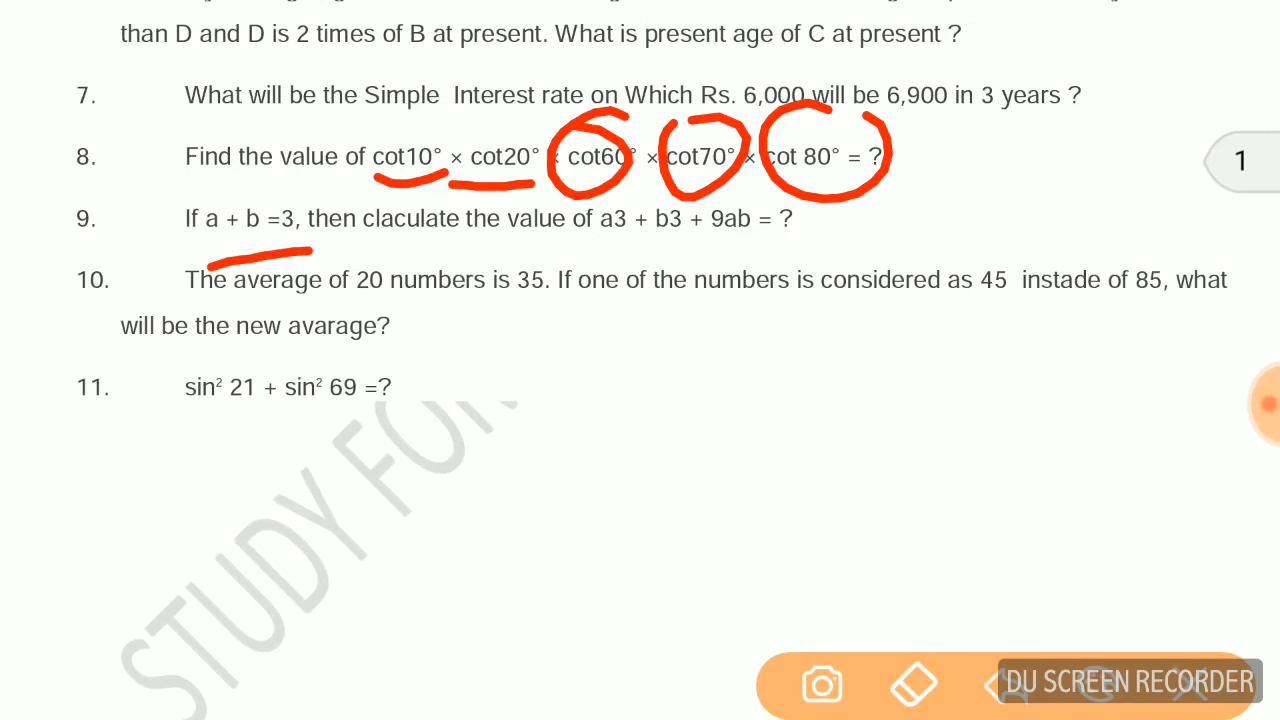 than D and D is 2 times of B at present. What is present age of C at present ?
7. What will be the Simple Interest rate on Which Rs. 6,000 will be 6,900 in 3 years ?
8. Find the value of cot10° × cot20° × cot60° × cot70° × cot 80° = ?
1
9. If a + b =3, then claculate the value of a3 + b3 + 9ab = ?
10. The average of 20 numbers is 35. If one of the numbers is considered as 45 instade of 85, what
will be the new avarage?
11. sin² 21 + sin² 69 =?
STUDY FOR
DU SCREEN RECORDER